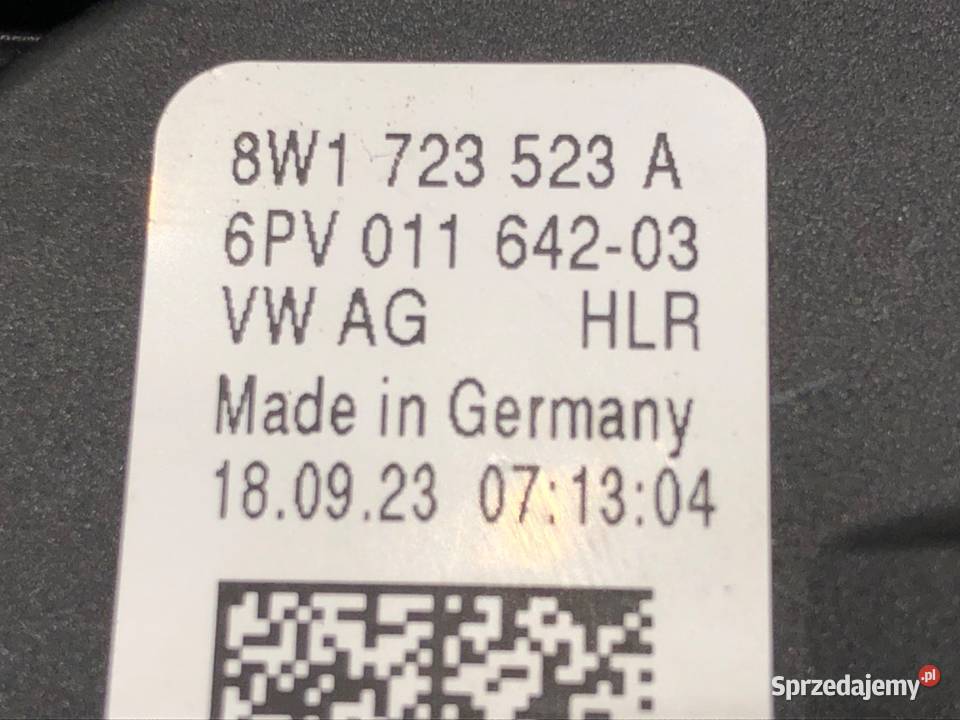 8W1 723 523 A
6PV 011 642-03
VW AG HLR
Made in Germany
18.09.23 07:13:04
Sprzedajemy.pl